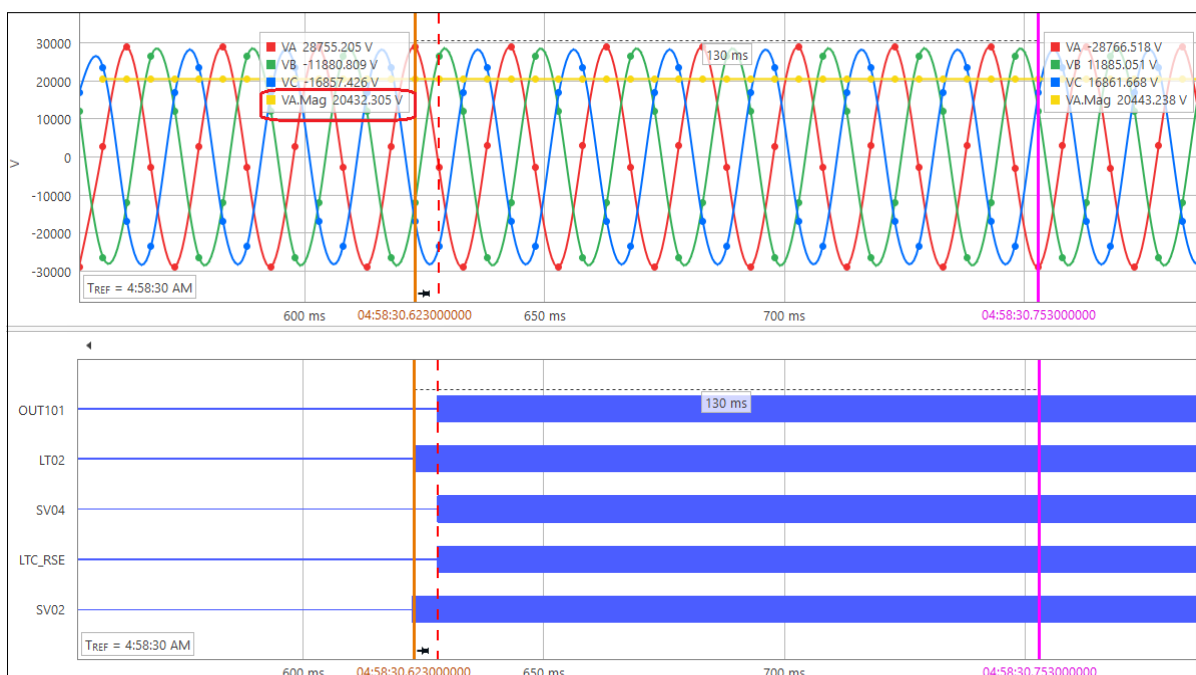 30000
20000
10000
0
-10000
-20000
-30000
V
VA 28755.205 V
VB -11880.809 V
VC -16857.426 V
VA.Mag 20432.305 V
130 ms
VA -28766.518 V
VB 11885.051 V
VC 16861.668 V
VA.Mag 20443.238 V
TREF = 4:58:30 AM
600 ms 04:58:30.623000000 650 ms 700 ms 04:58:30.753000000
130 ms
OUT101
LT02
SV04
LTC_RSE
SV02
TREF = 4:58:30 AM
600 ms 04:58:30.623000000 650 ms 700 ms 04:58:30.753000000